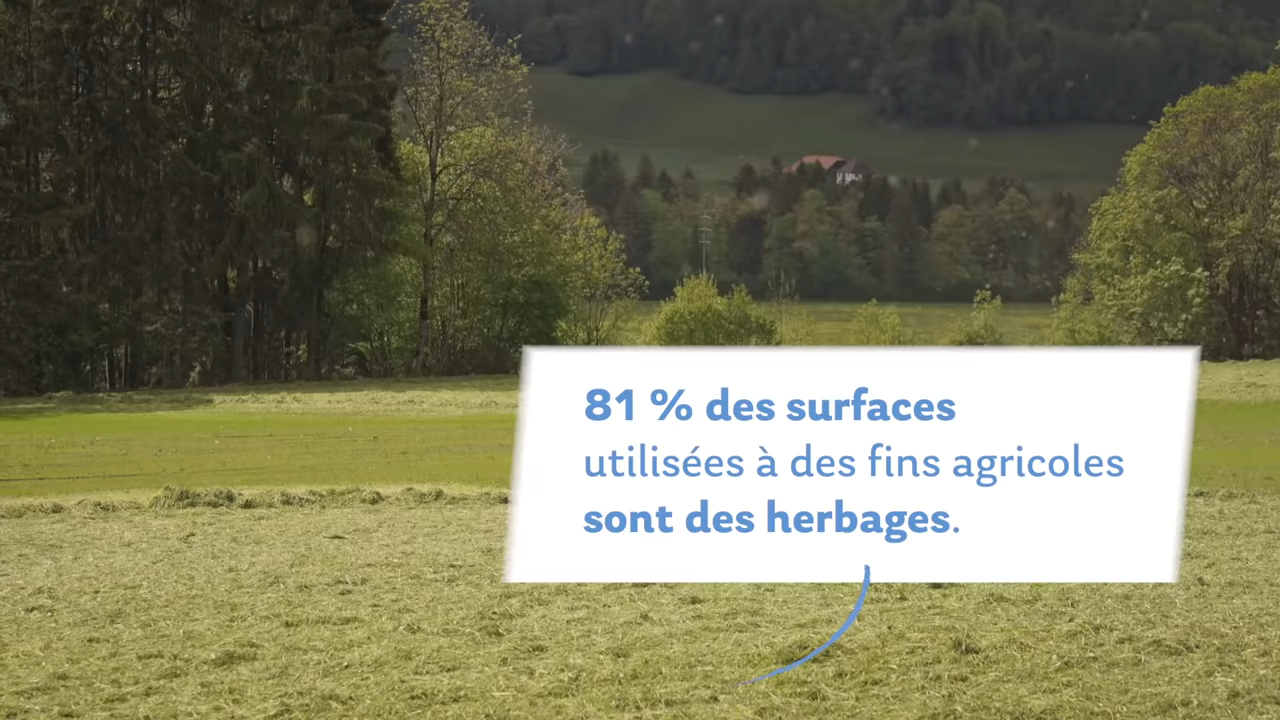 81 % des surfaces
utilisées à des fins agricoles
sont des herbages.